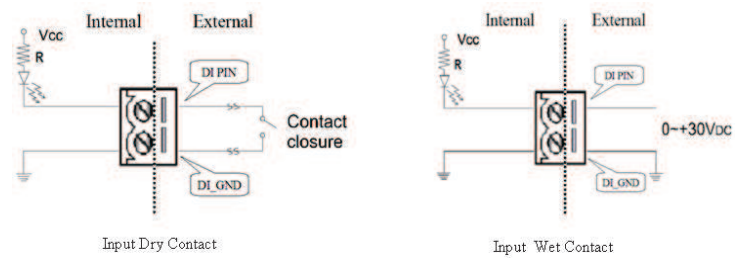 Internal External
Vcc
R
DI PIN
Contact
closure
DI_GND
Input Dry Contact
Internal External
Vcc
R
DI PIN
0~+30VDC
DI_GND
Input Wet Contact